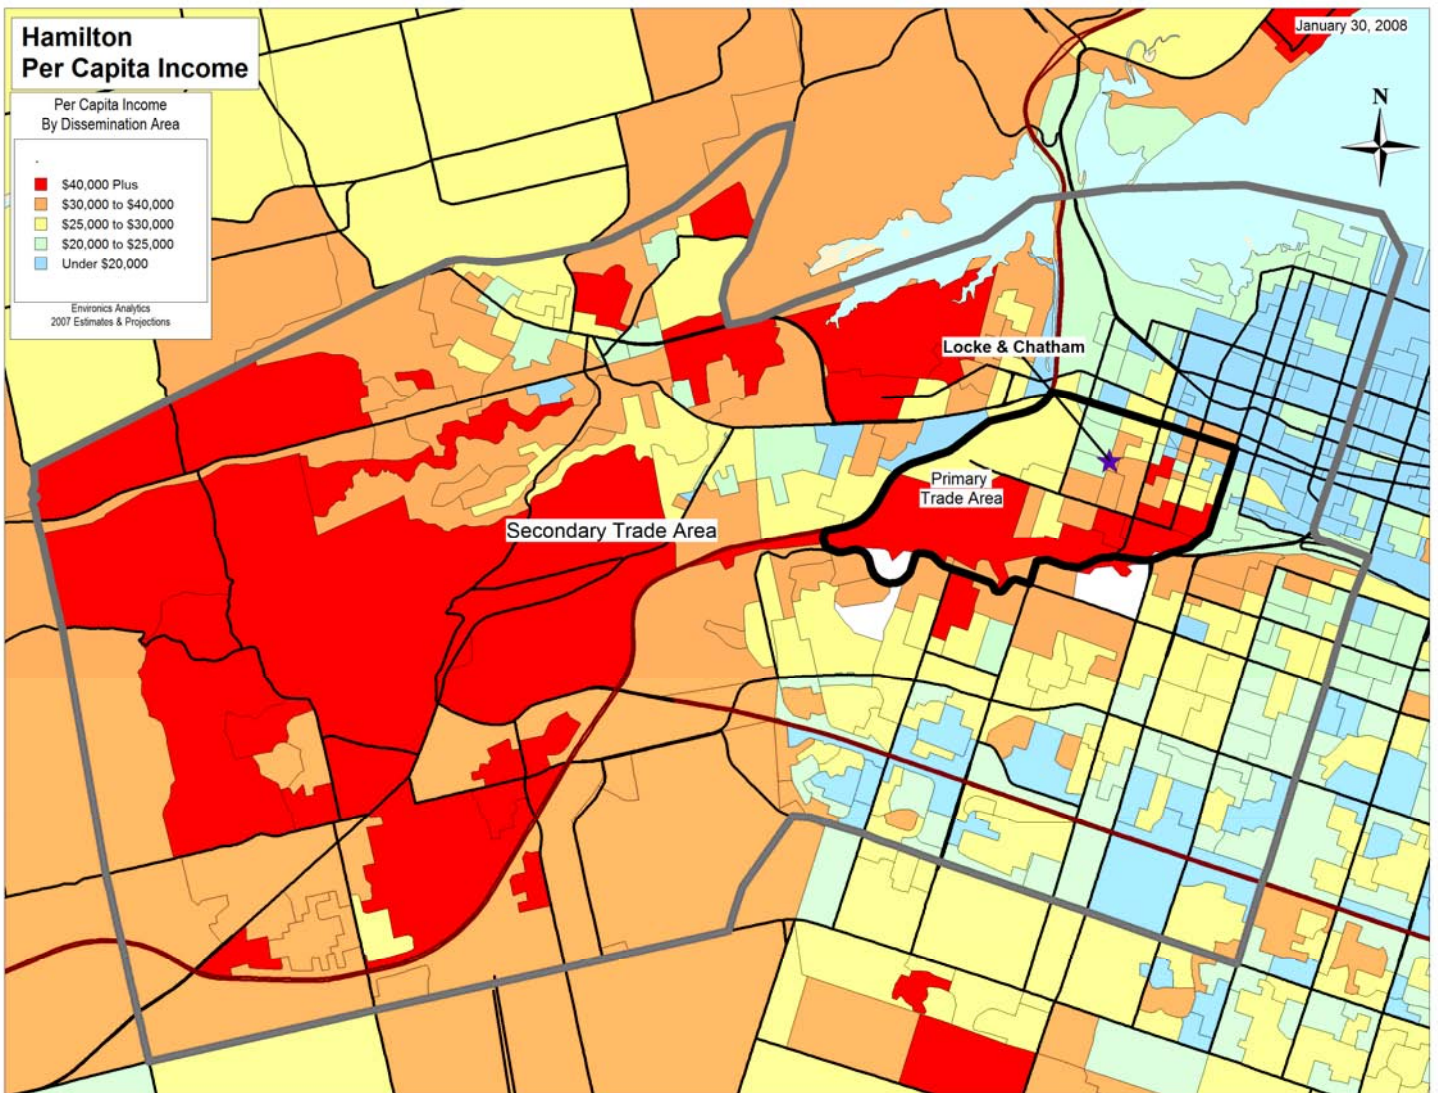 Hamilton
Per Capita Income
January 30, 2008
Per Capita Income
By Dissemination Area
$40,000 Plus
$30,000 to $40,000
$25,000 to $30,000
$20,000 to $25,000
Under $20,000
Environics Analytics
2007 Estimates & Projections
N
Locke & Chatham
Primary
Trade Area
Secondary Trade Area